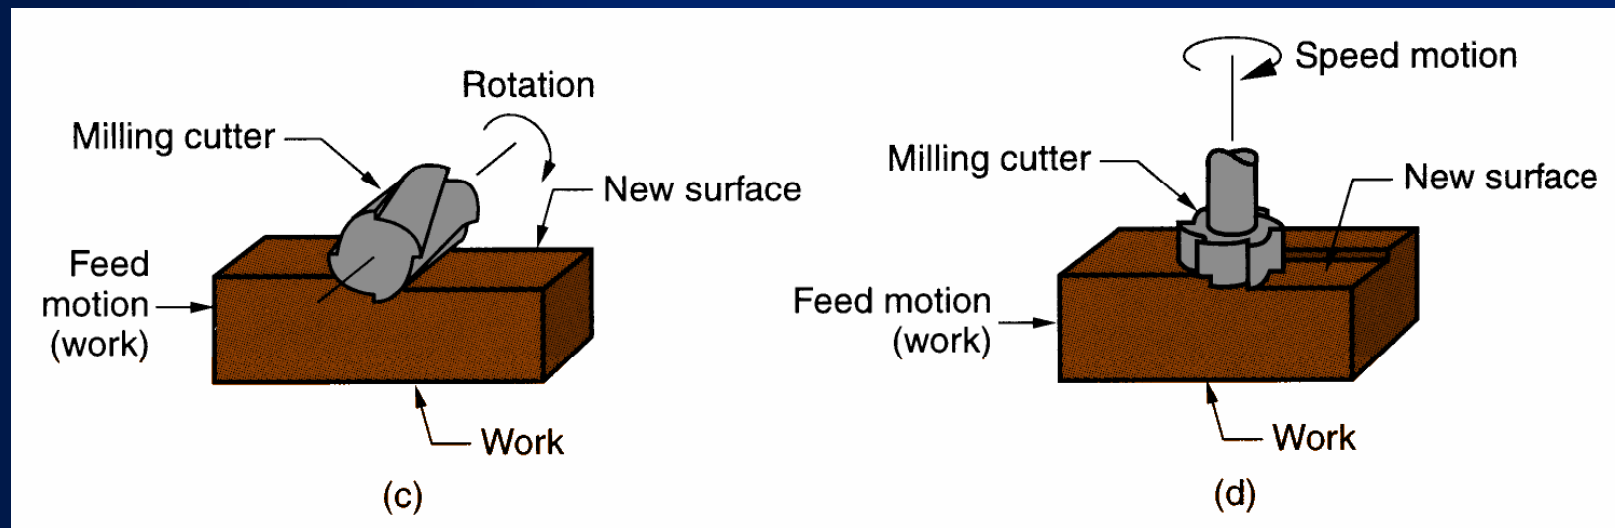 Rotation
Milling cutter
New surface
Feed
motion
(work)
Work
(c)
Speed motion
Milling cutter
New surface
Feed motion
(work)
Work
(d)